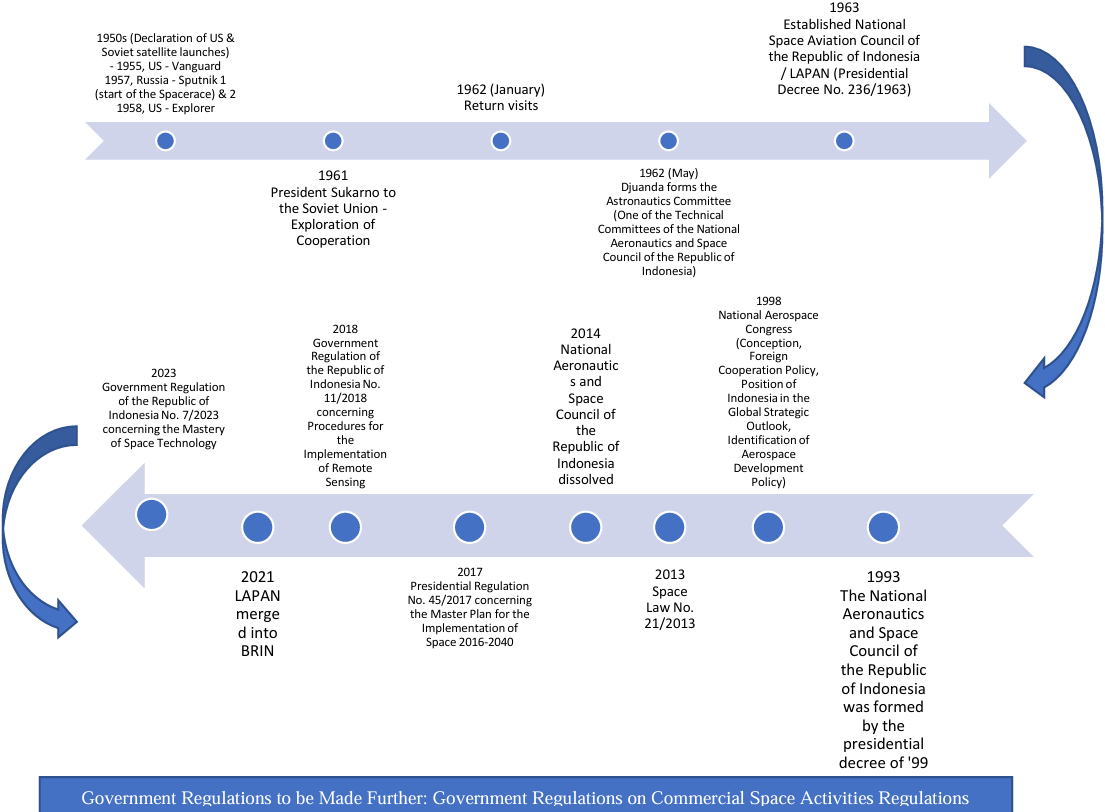 1950s (Declaration of US &
Soviet satellite launches)
- 1955, US - Vanguard
1957, Russia - Sputnik 1
(start of the Spacerace) & 2
1958, US - Explorer
1961
President Sukarno to
the Soviet Union -
Exploration of
Cooperation
1962 (January)
Return visits
1962 (May)
Djuanda forms the
Astronautics Committee
(One of the Technical
Committees of the National
Aeronautics and Space
Council of the Republic of
Indonesia)
1963
Established National
Space Aviation Council of
the Republic of Indonesia
/ LAPAN (Presidential
Decree No. 236/1963)
1993
The National
Aeronautics
and Space
Council of
the Republic
of Indonesia
was formed
by the
presidential
decree of '99
1998
National Aerospace
Congress
(Conception,
Foreign
Cooperation Policy,
Position of
Indonesia in the
Global Strategic
Outlook,
Identification of
Aerospace
Development
Policy)
2013
Space
Law No.
21/2013
2014
National
Aeronautic
s and
Space
Council of
the
Republic of
Indonesia
dissolved
2017
Presidential Regulation
No. 45/2017 concerning
the Master Plan for the
Implementation of
Space 2016-2040
2018
Government
Regulation of
the Republic of
Indonesia No.
11/2018
concerning
Procedures for
the
Implementation
of Remote
Sensing
2021
LAPAN
merge
d into
BRIN
2023
Government Regulation
of the Republic of
Indonesia No. 7/2023
concerning the Mastery
of Space Technology
Government Regulations to be Made Further: Government Regulations on Commercial Space Activities Regulations